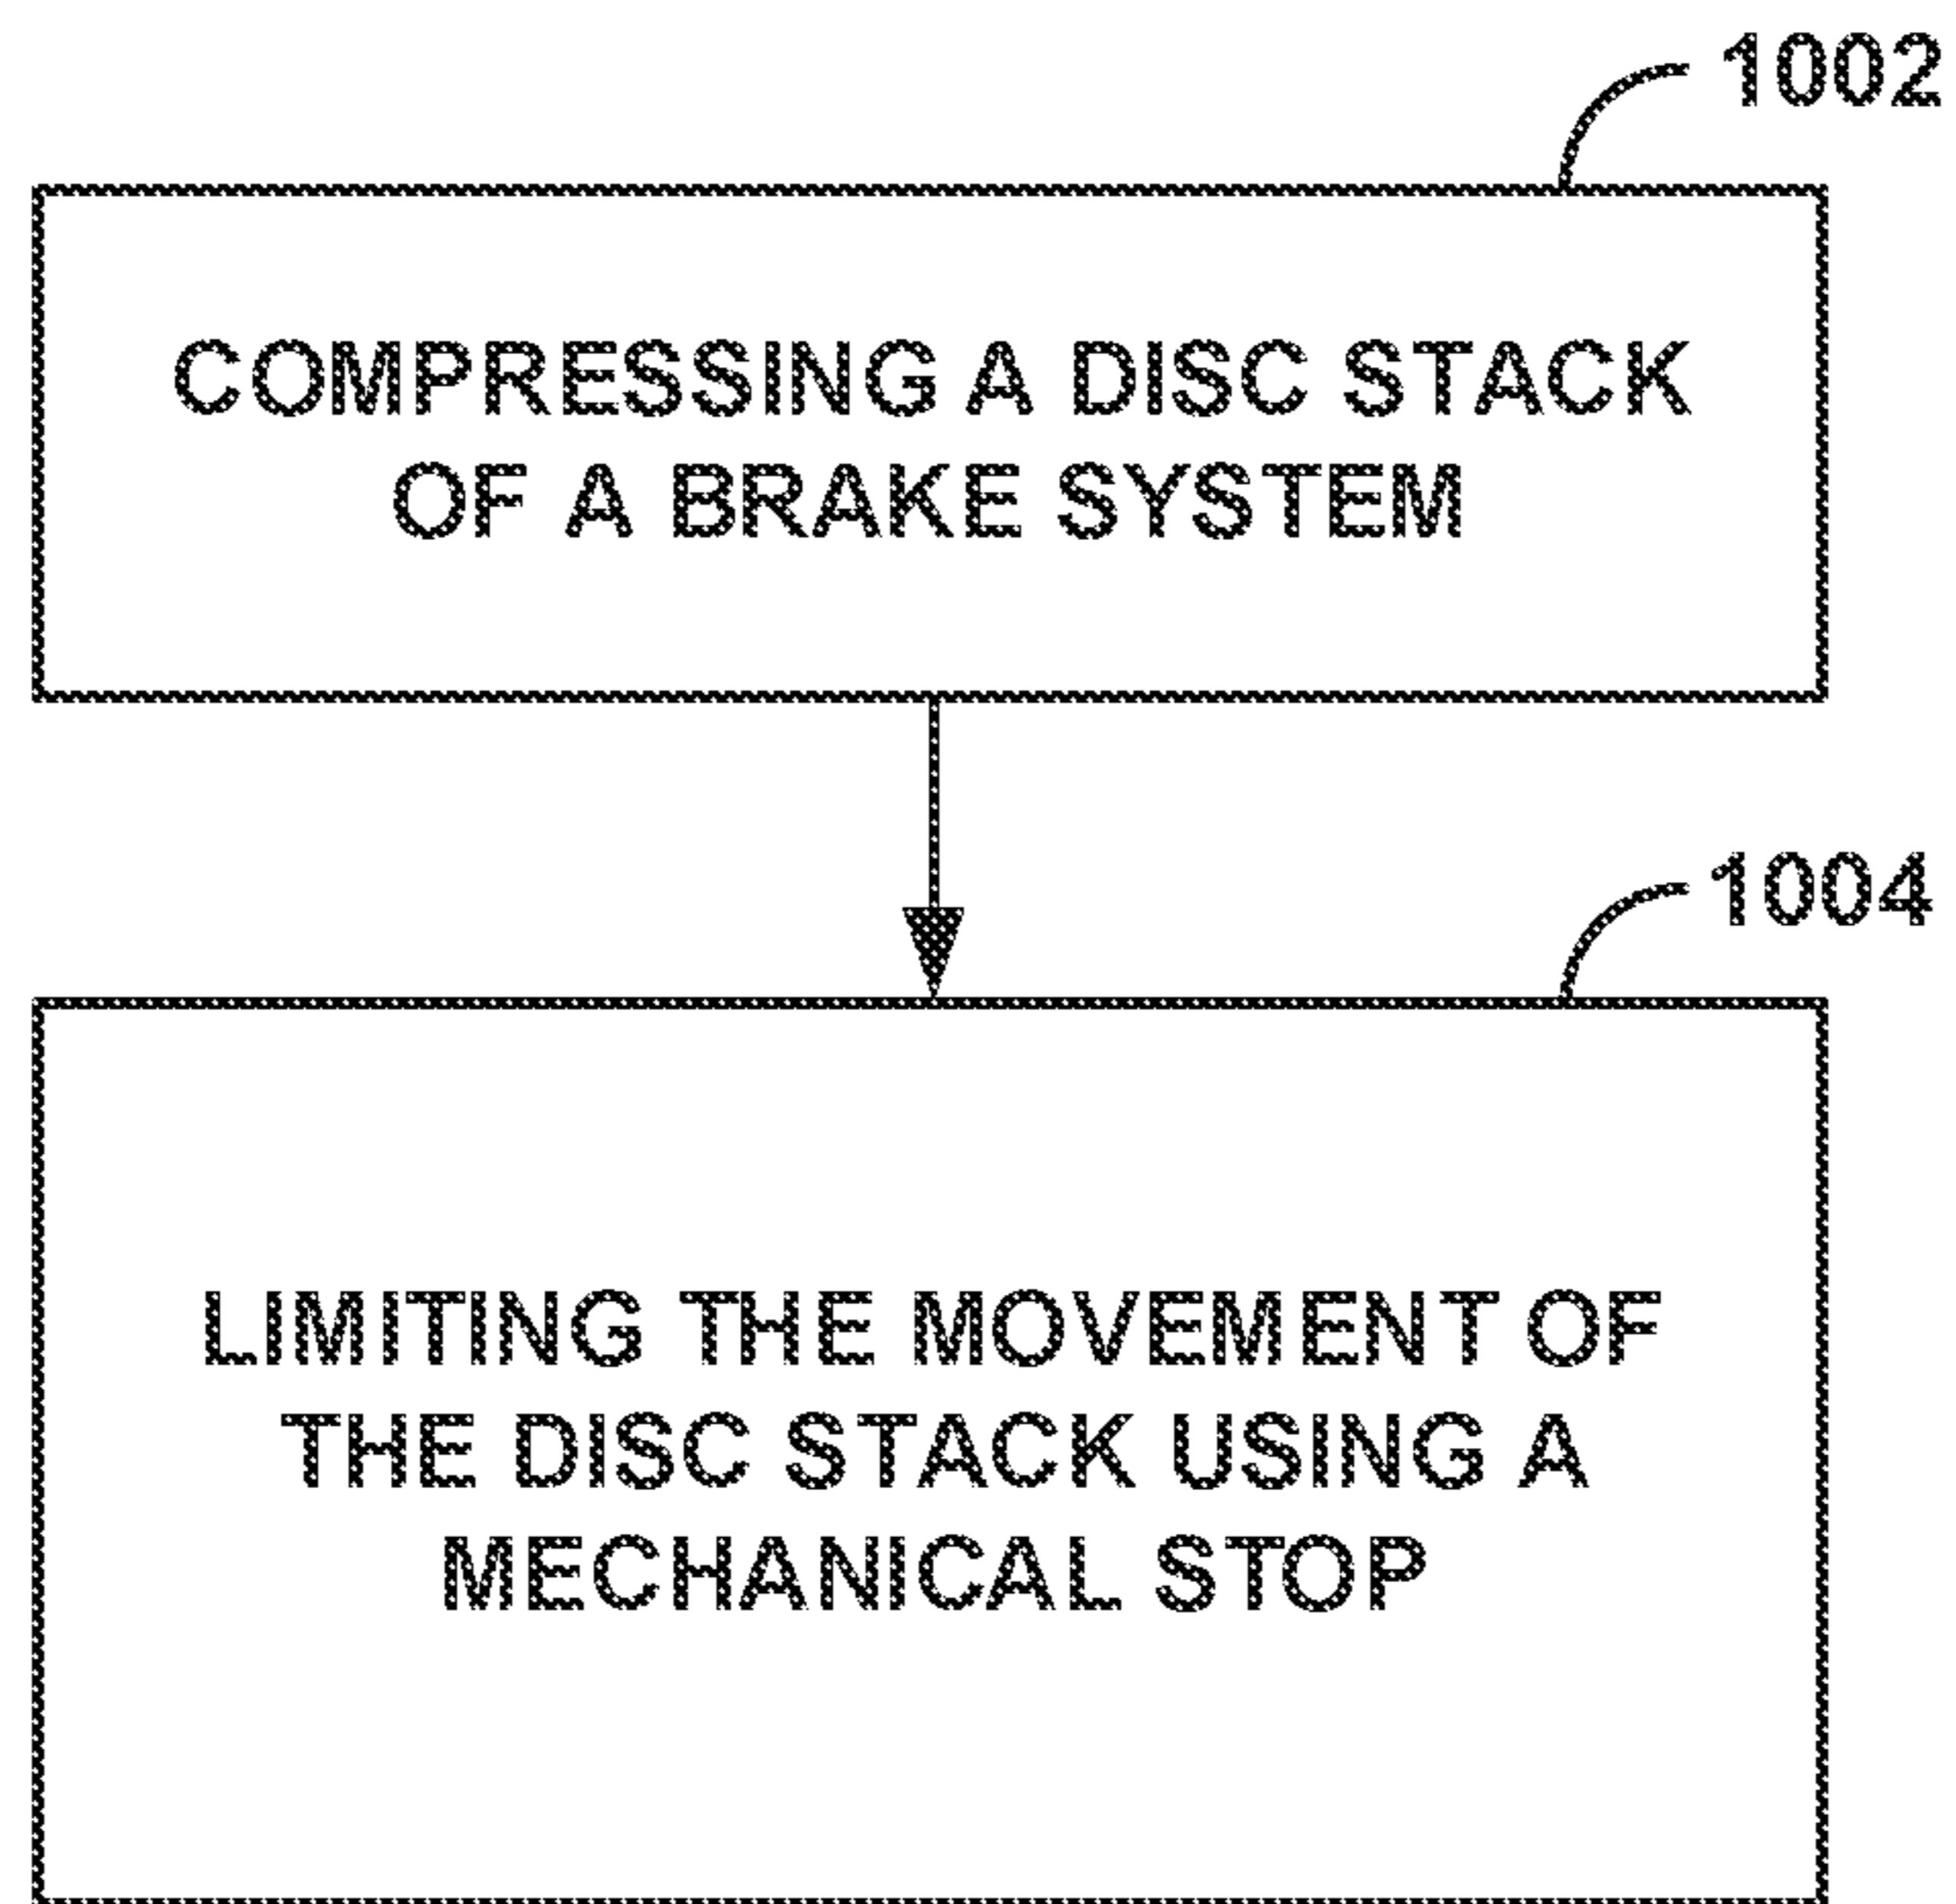 1002
COMPRESSING A DISC STACK
OF A BRAKE SYSTEM
1004
LIMITING THE MOVEMENT OF
THE DISC STACK USING A
MECHANICAL STOP